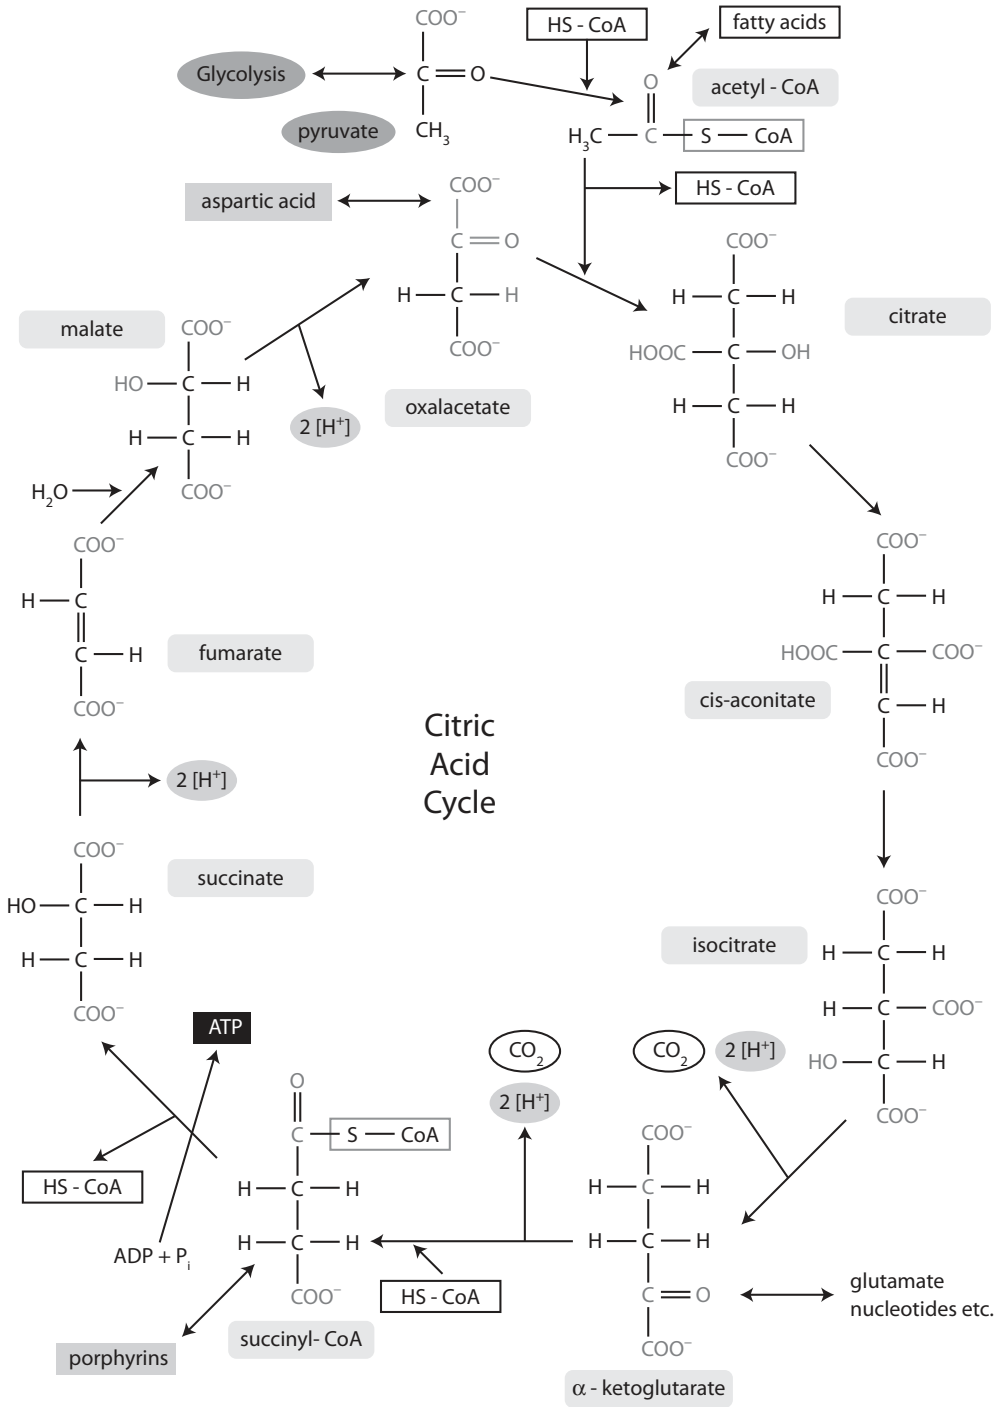 COO⁻
HS - CoA
fatty acids
Glycolysis
C = O
O
acetyl - CoA
pyruvate
CH₃
H₃C — C — S — CoA
aspartic acid
COO⁻
HS - CoA
C = O
COO⁻
H — C — H
H — C — H
citrate
malate
COO⁻
COO⁻
HOOC — C — OH
HO — C — H
oxalacetate
H — C — H
2 [H⁺]
H — C — H
COO⁻
H₂O
COO⁻
COO⁻
COO⁻
H — C
H — C — H
C — H
fumarate
HOOC — C — COO⁻
COO⁻
cis-aconitate
C — H
COO⁻
Citric
Acid
Cycle
2 [H⁺]
COO⁻
succinate
COO⁻
HO — C — H
isocitrate
H — C — H
H — C — H
H — C — COO⁻
COO⁻
ATP
CO₂
CO₂
2 [H⁺]
HO — C — H
O
2 [H⁺]
COO⁻
C — S — CoA
COO⁻
HS - CoA
H — C — H
H — C — H
ADP + Pᵢ
H — C — H
H — C — H
COO⁻
HS - CoA
C = O
glutamate
nucleotides etc.
porphyrins
succinyl- CoA
COO⁻
α - ketoglutarate